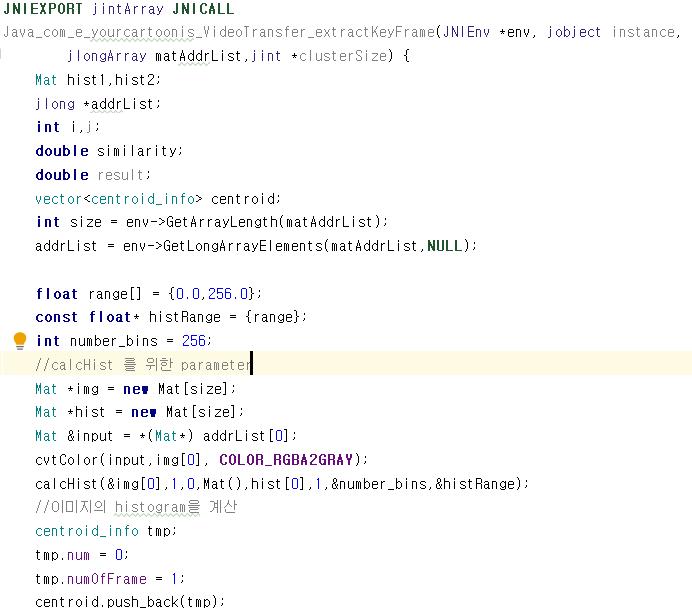 JNIEXPORT jintArray JNICALL
Java_com_e_yourcartoonis_VideoTransfer_extractKeyFrame(JNIEnv *env, jobject instance,
jlongArray matAddrList,jint *clusterSize) {
Mat hist1,hist2;
jlong *addrList;
int i,j;
double similarity;
double result;
vector<centroid_info> centroid;
int size = env->GetArrayLength(matAddrList);
addrList = env->GetLongArrayElements(matAddrList,NULL);
float range[] = {0.0,256.0};
const float* histRange = {range};
int number_bins = 256;
//calcHist 를 위한 parameter
Mat *img = new Mat[size];
Mat *hist = new Mat[size];
Mat &input = *(Mat*) addrList[0];
cvtColor(input,img[0], COLOR_RGBA2GRAY);
calcHist(&img[0],1,0,Mat(),hist[0],1,&number_bins,&histRange);
//이미지의 histogram을 계산
centroid_info tmp;
tmp.num = 0;
tmp.numOfFrame = 1;
centroid.push_back(tmp);